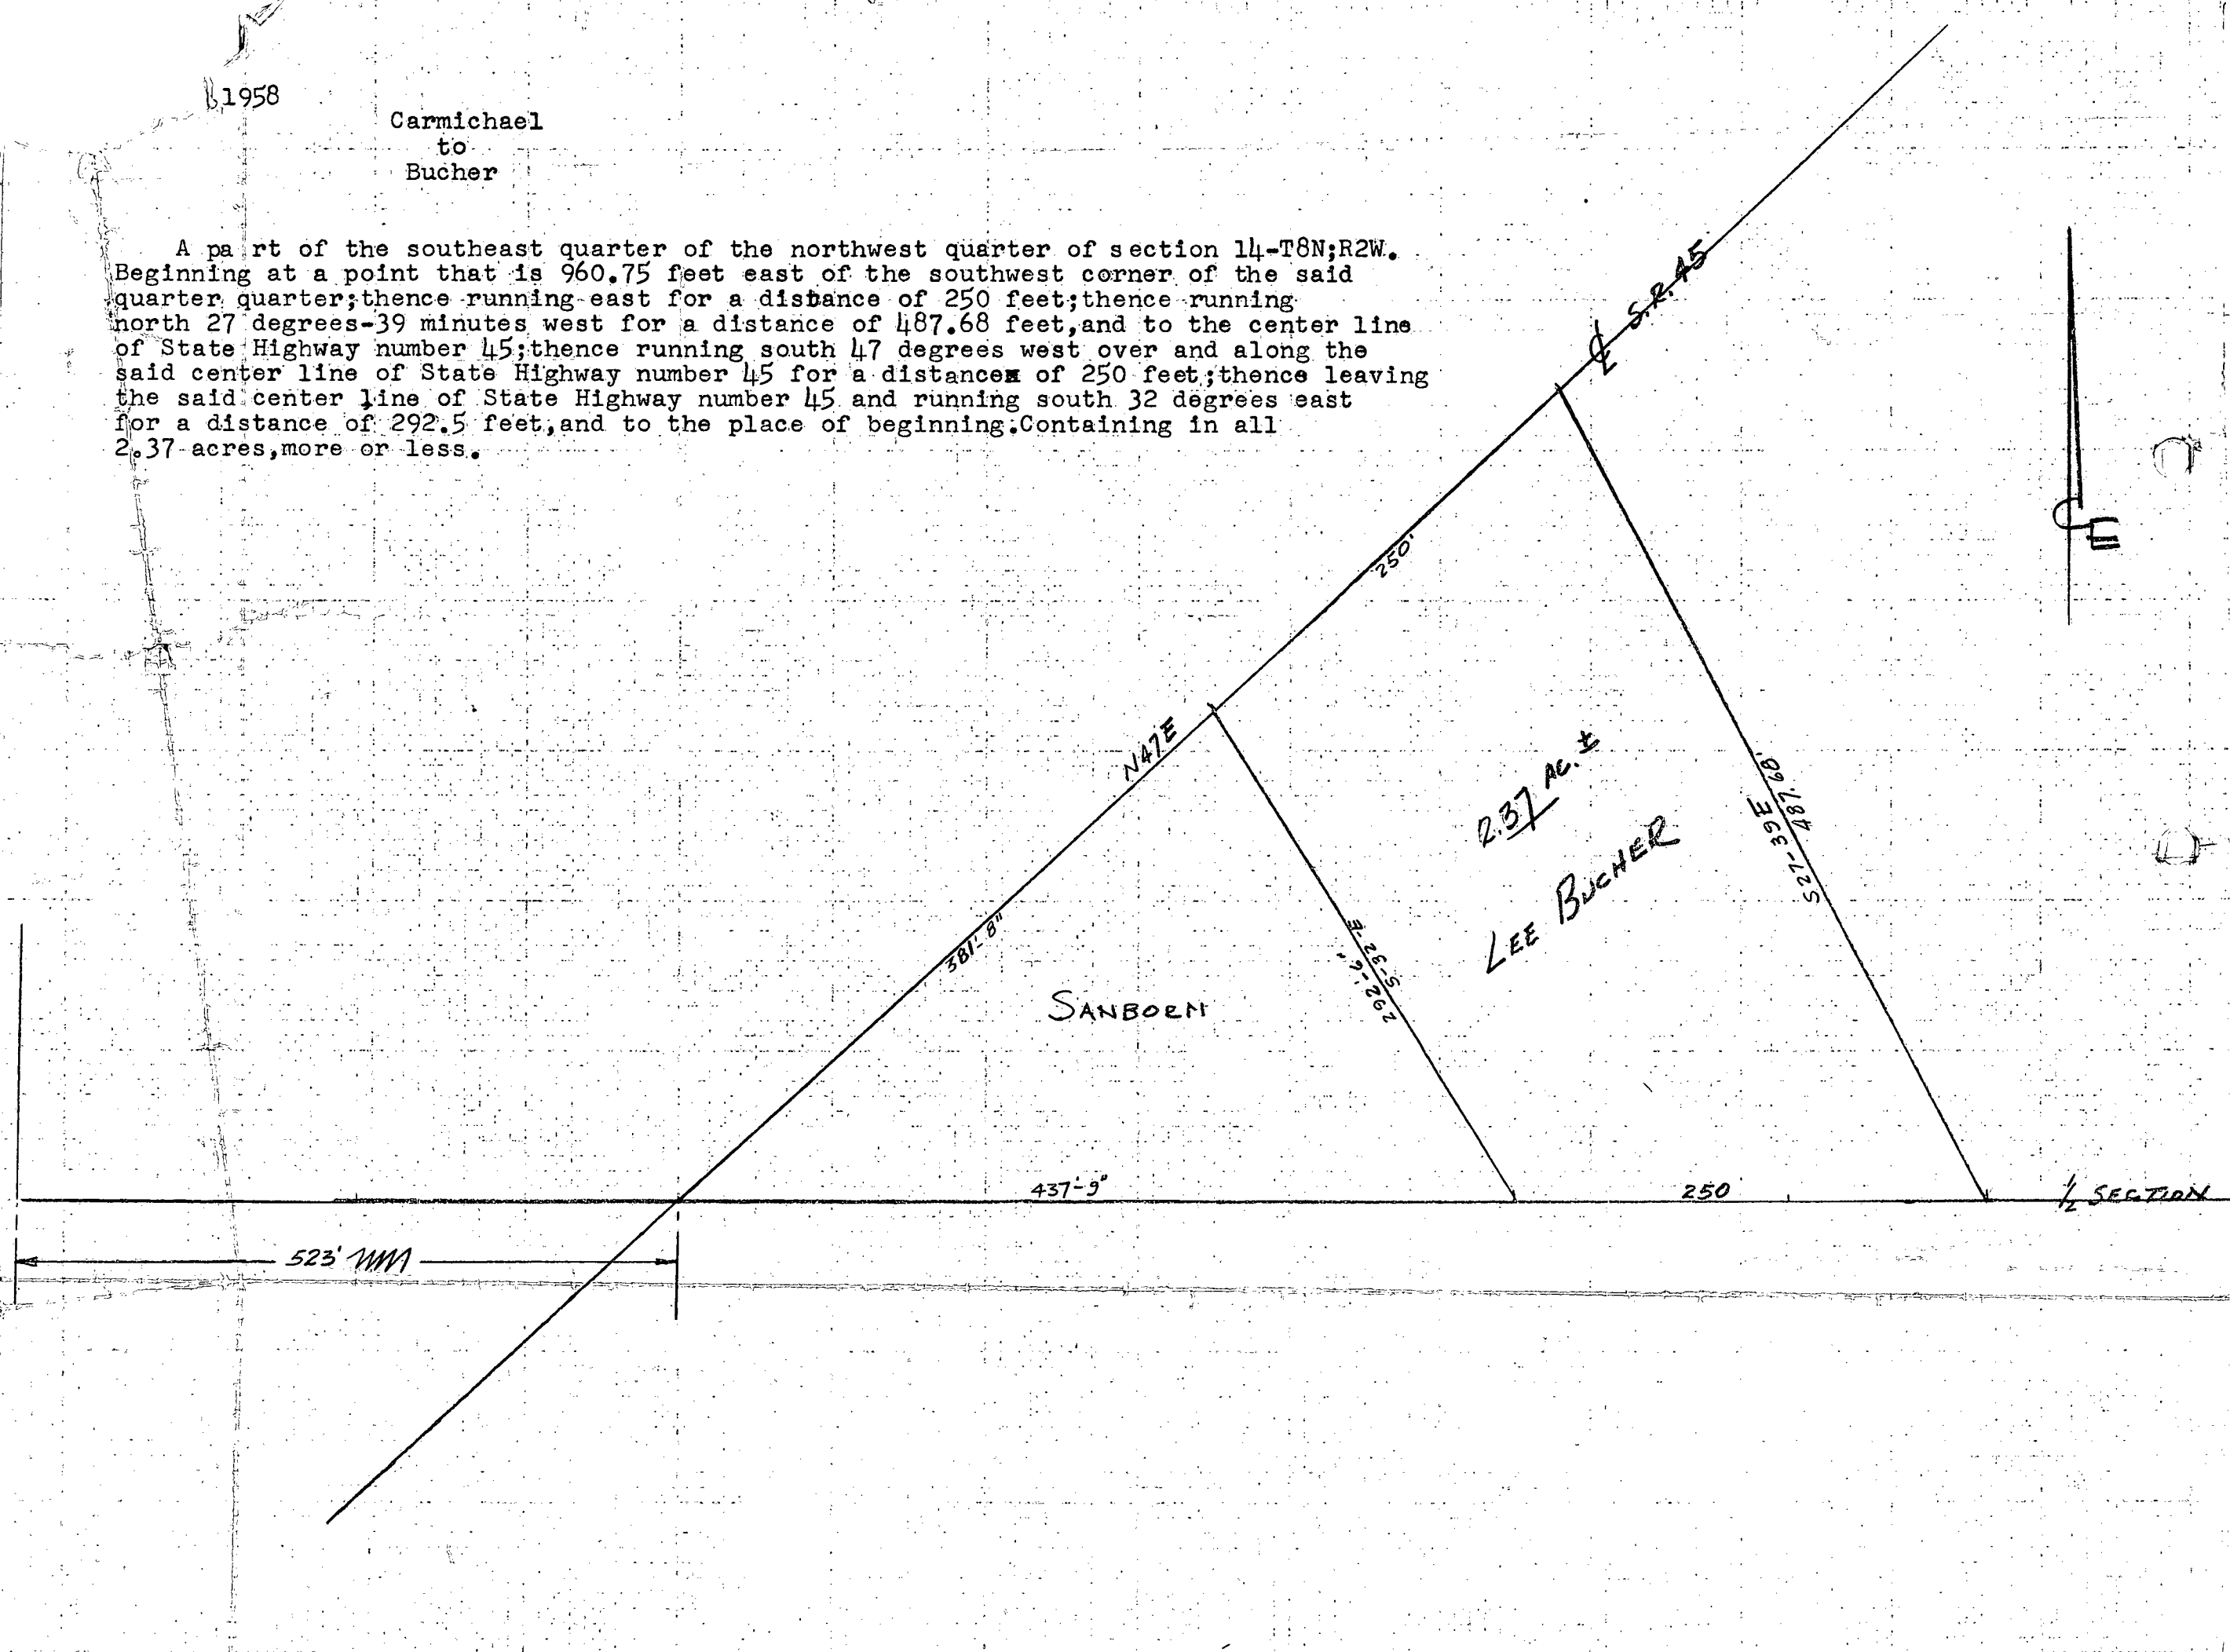 1958
Carmichael
to
Bucher
A part of the southeast quarter of the northwest quarter of section 14-T8N;R2W.
Beginning at a point that is 960.75 feet east of the southwest corner of the said
quarter quarter;thence running east for a distance of 250 feet;thence running
north 27 degrees-39 minutes west for a distance of 487.68 feet,and to the center line
of State Highway number 45;thence running south 47 degrees west over and along the
said center line of State Highway number 45 for a distance of 250 feet;thence leaving
the said center line of State Highway number 45 and running south 32 degrees east
for a distance of 292.5 feet,and to the place of beginning.Containing in all
2.37 acres,more or less.
℄ S.R. 45
250'
N47E
381'-8"
2.37 AC. ±
LEE BUCHER
487.68'
S27-39E
S-32-E
292'-6"
SANBORN
437'-9"
250
1/2 SECTION
523'